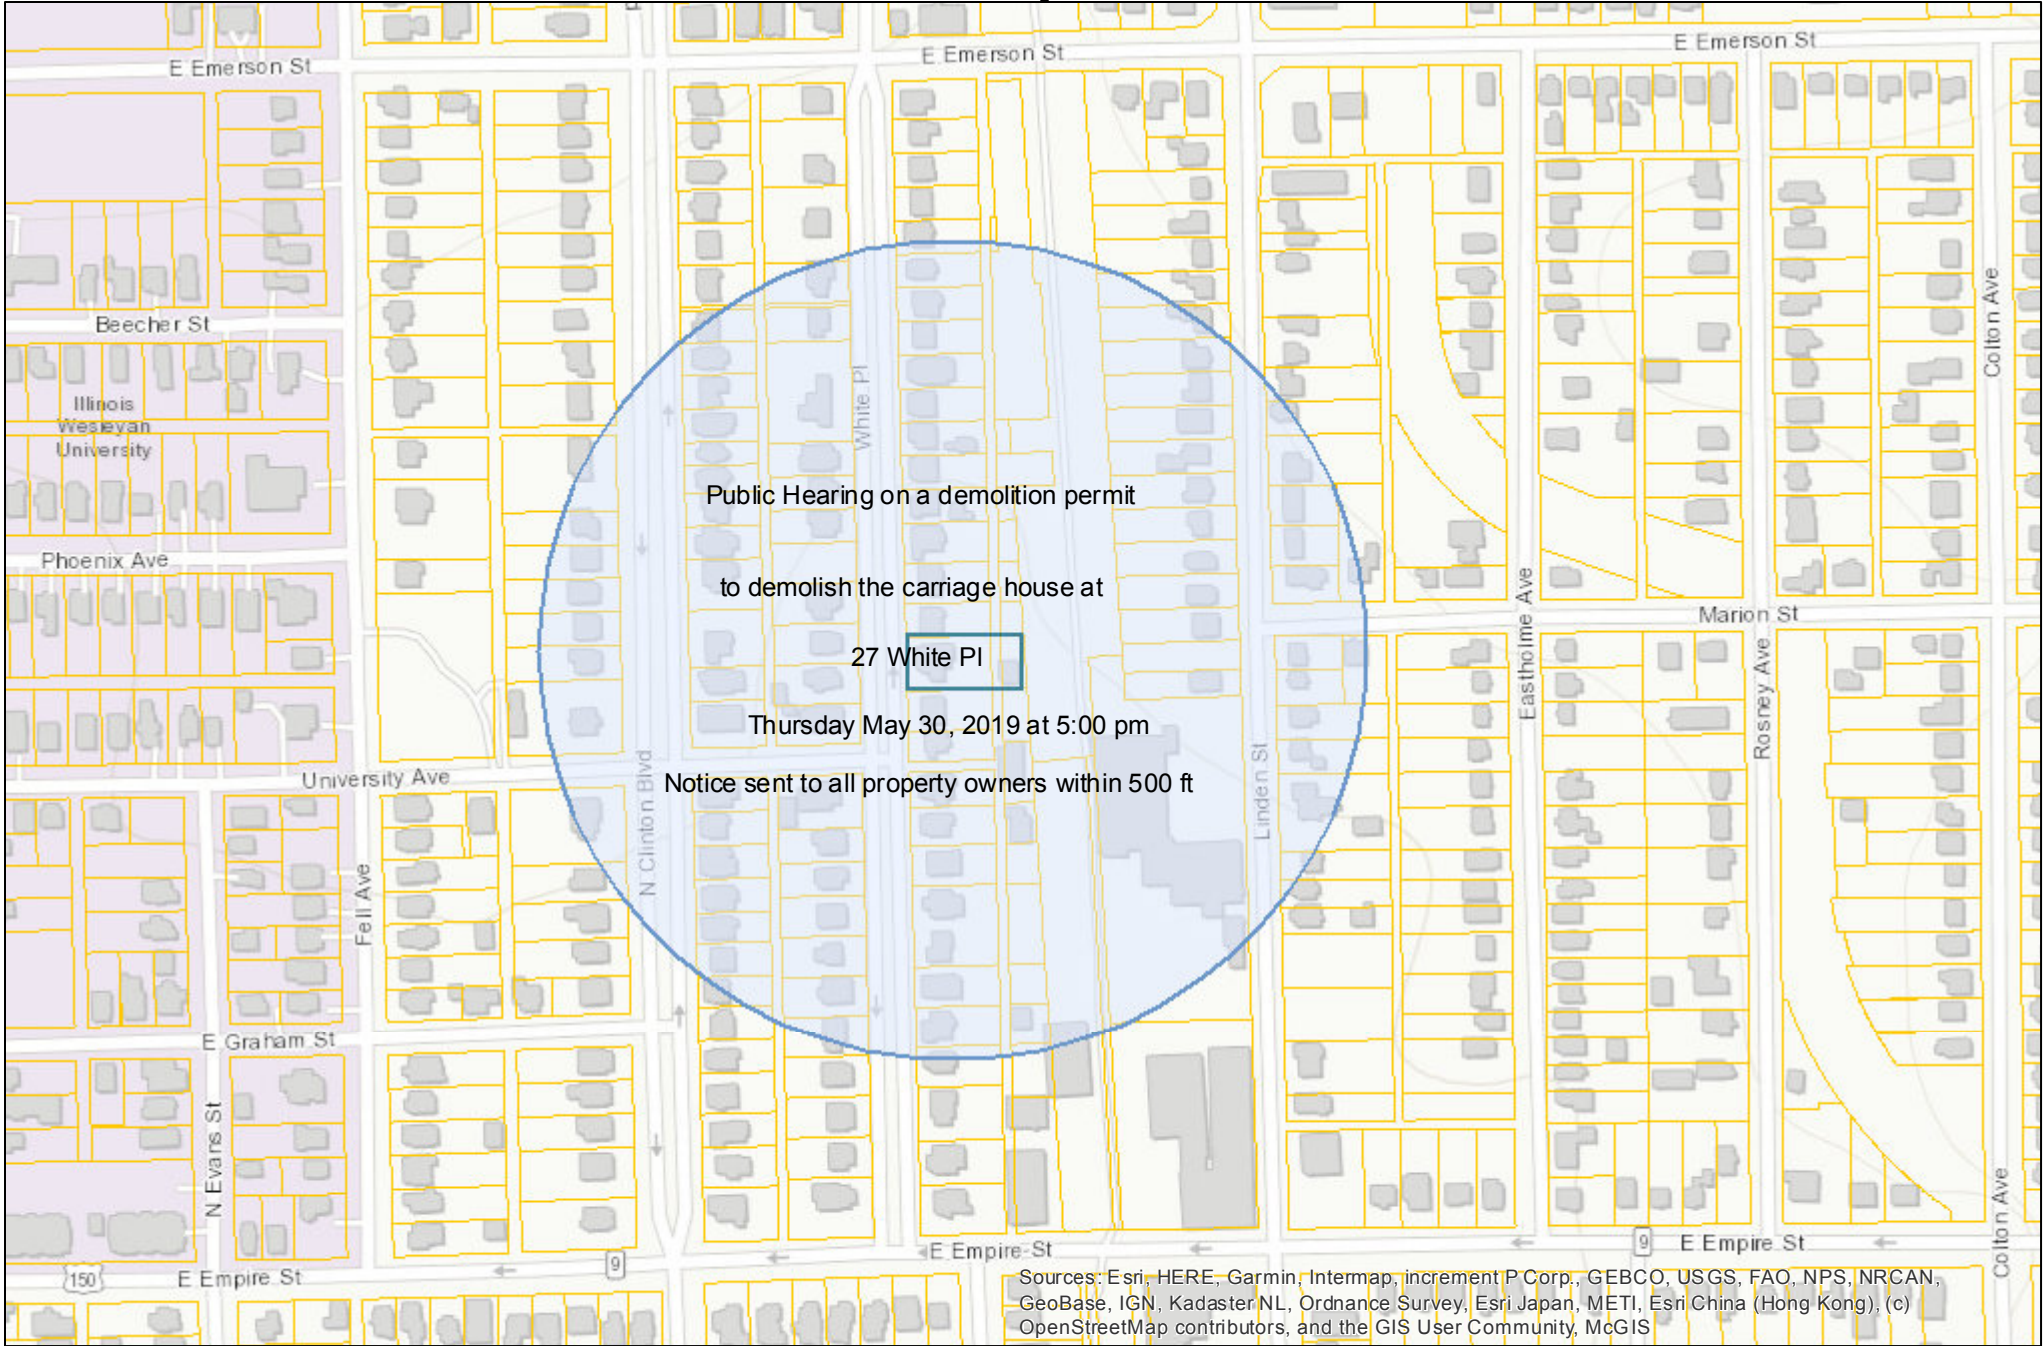 E Emerson St
E Emerson St
E Emerson St
Beecher St
Illinois
Wesleyan
University
White Pl
Colton Ave
Public Hearing on a demolition permit
Phoenix Ave
to demolish the carriage house at
Eastholme Ave
Marion St
27 White Pl
Rosney Ave
Thursday May 30, 2019 at 5:00 pm
University Ave
N Clinton Blvd
Linden St
Notice sent to all property owners within 500 ft
Fell Ave
E Graham St
N Evans St
Colton Ave
E Empire St
9
E Empire St
9
150
E Empire St
Sources: Esri, HERE, Garmin, Intermap, increment P Corp., GEBCO, USGS, FAO, NPS, NRCAN,
GeoBase, IGN, Kadaster NL, Ordnance Survey, Esri Japan, METI, Esri China (Hong Kong), (c)
OpenStreetMap contributors, and the GIS User Community, McGIS